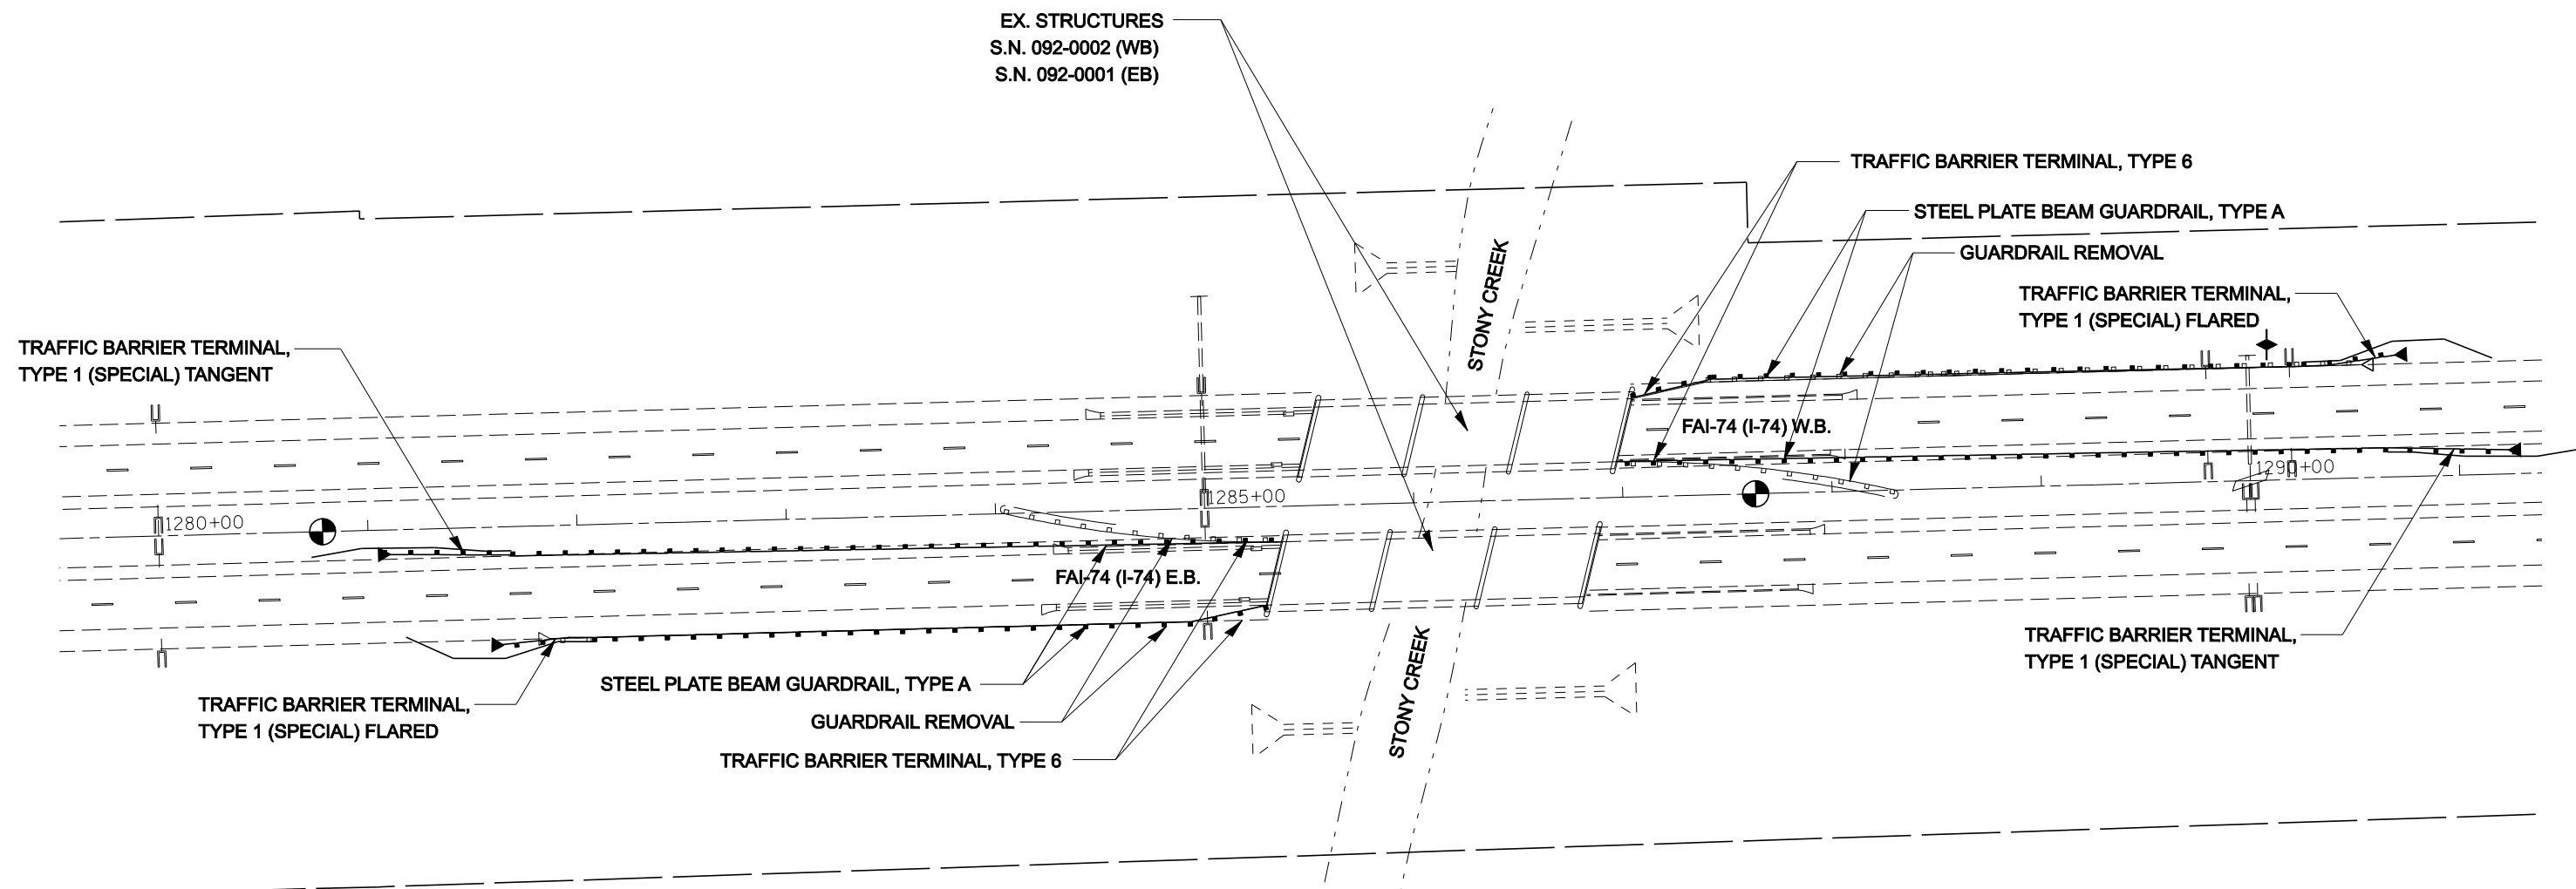 EX. STRUCTURES
S.N. 092-0002 (WB)
S.N. 092-0001 (EB)
TRAFFIC BARRIER TERMINAL, TYPE 6
STEEL PLATE BEAM GUARDRAIL, TYPE A
GUARDRAIL REMOVAL
TRAFFIC BARRIER TERMINAL,
TYPE 1 (SPECIAL) FLARED
STONY CREEK
TRAFFIC BARRIER TERMINAL,
TYPE 1 (SPECIAL) TANGENT
FAI-74 (I-74) W.B.
1290+00
1285+00
1280+00
FAI-74 (I-74) E.B.
STONY CREEK
TRAFFIC BARRIER TERMINAL,
TYPE 1 (SPECIAL) TANGENT
STEEL PLATE BEAM GUARDRAIL, TYPE A
TRAFFIC BARRIER TERMINAL,
TYPE 1 (SPECIAL) FLARED
GUARDRAIL REMOVAL
TRAFFIC BARRIER TERMINAL, TYPE 6